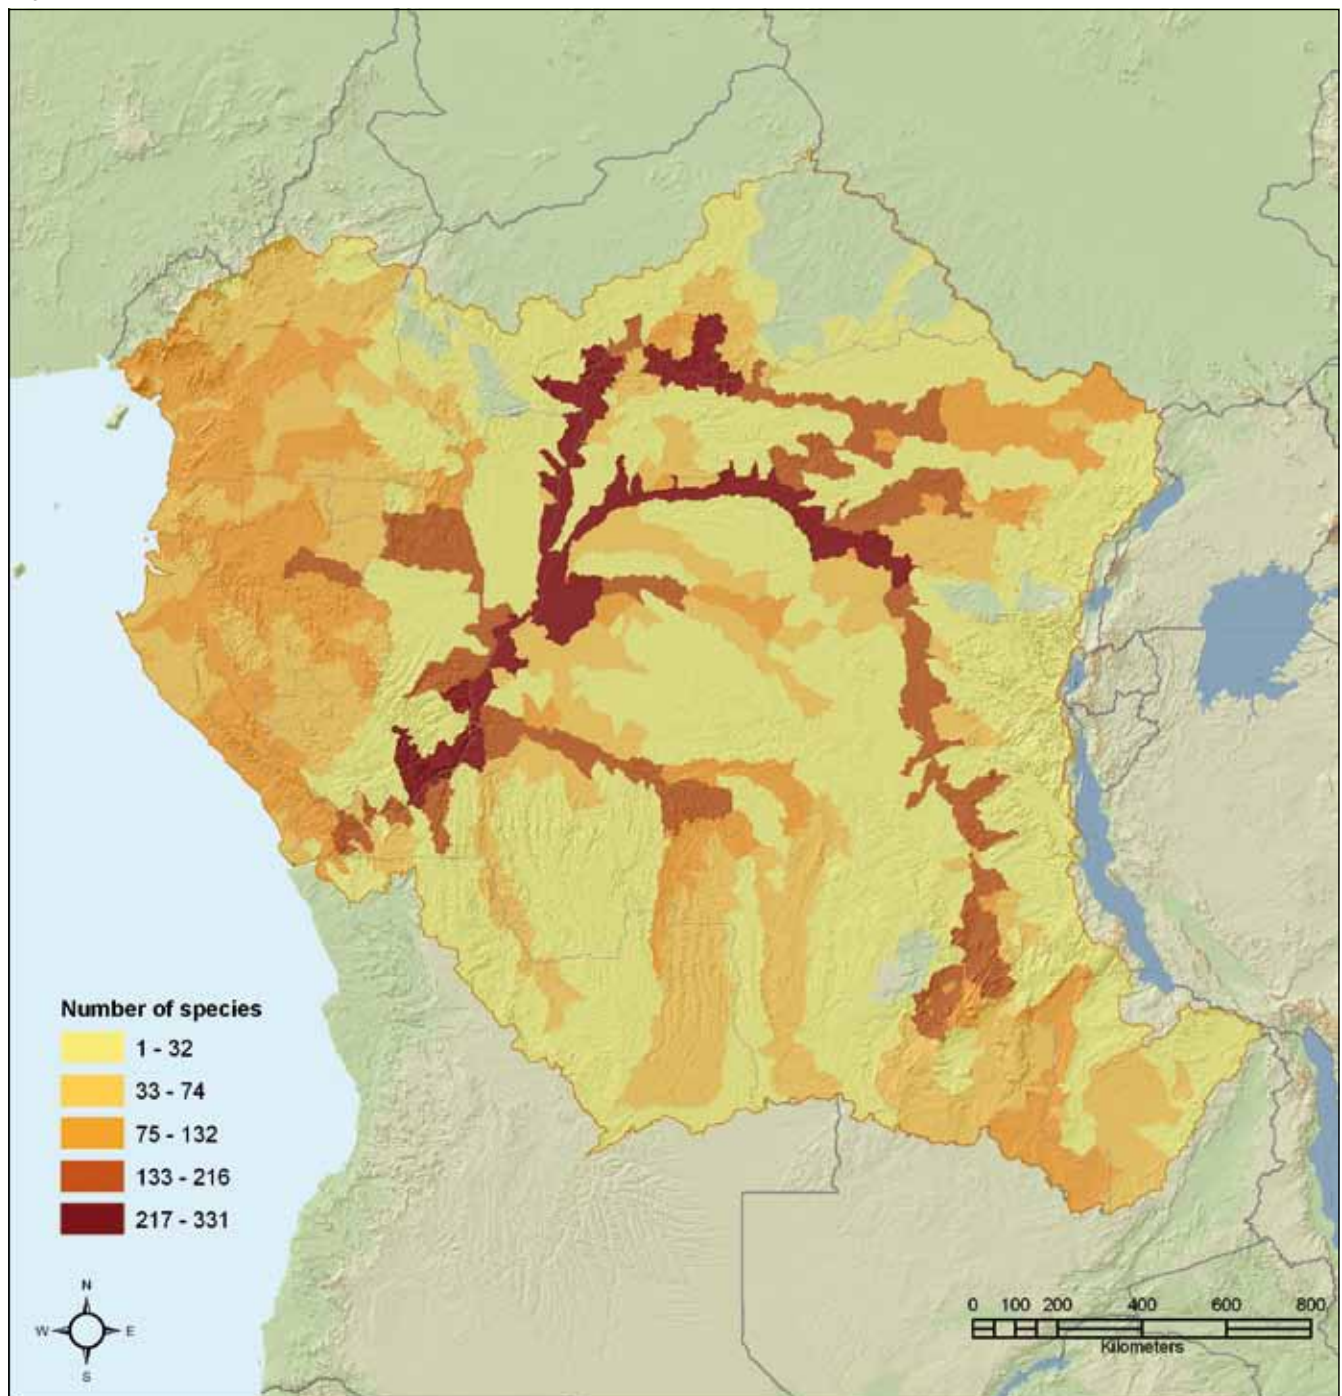 Number of species
1 - 32
33 - 74
75 - 132
133 - 216
217 - 331
N
W E
S
0 100 200 400 600 800
Kilometers